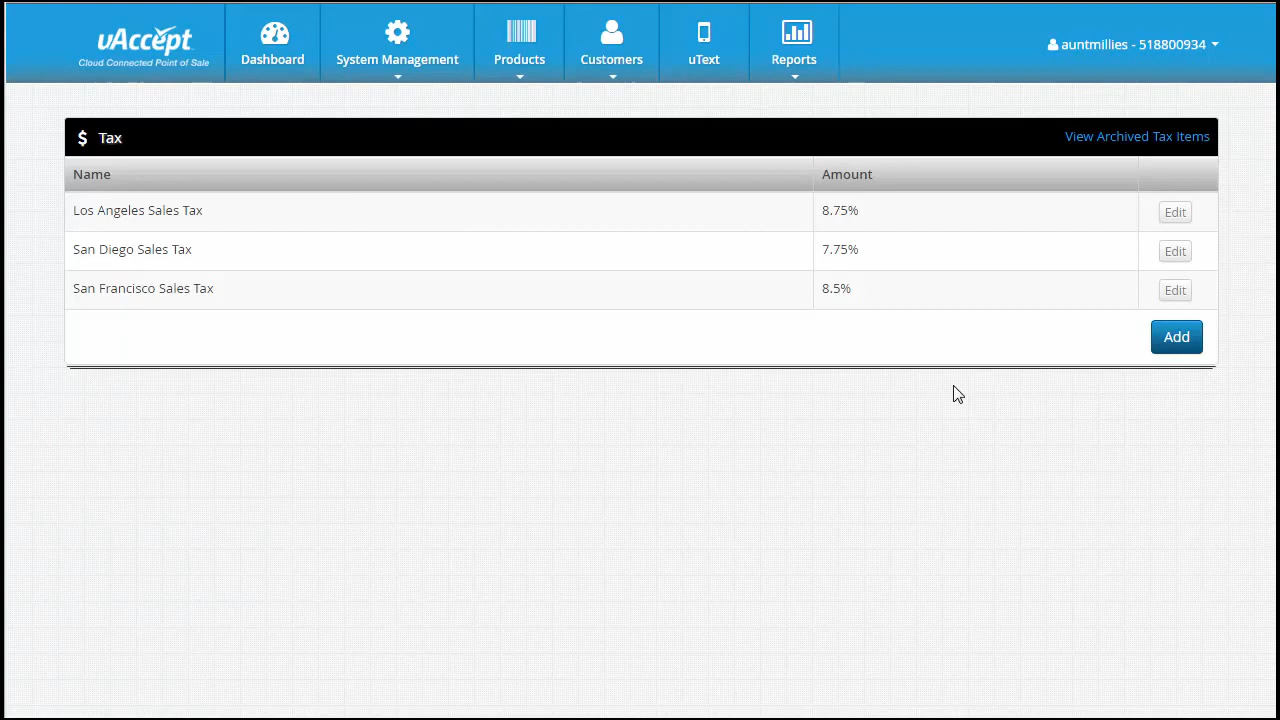 uAccept
Cloud Connected Point of Sale
Dashboard
System Management
Products
Customers
uText
Reports
auntmillies - 518800934
$ Tax
View Archived Tax Items
Name Amount
Los Angeles Sales Tax 8.75% Edit
San Diego Sales Tax 7.75% Edit
San Francisco Sales Tax 8.5% Edit
Add